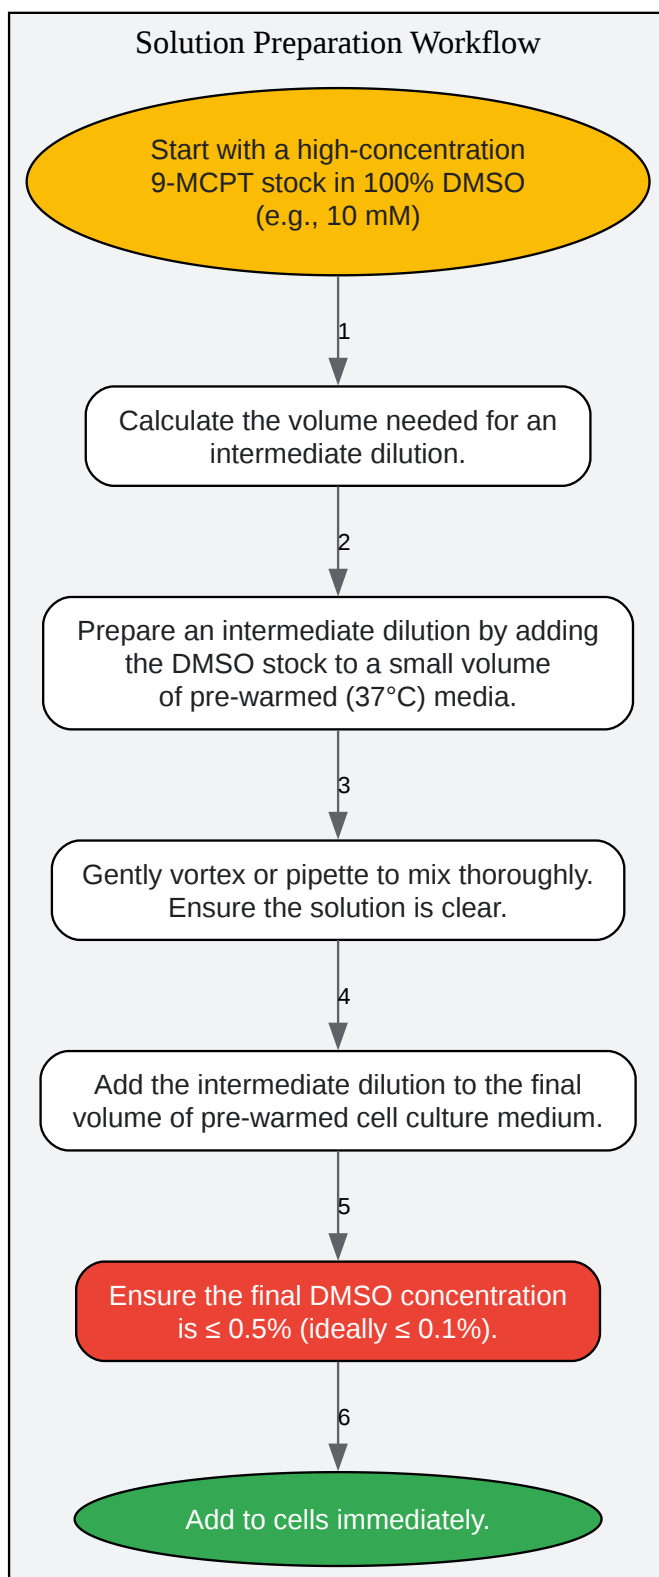 Solution Preparation Workflow
Start with a high-concentration
9-MCPT stock in 100% DMSO
(e.g., 10 mM)
1
Calculate the volume needed for an
intermediate dilution.
2
Prepare an intermediate dilution by adding
the DMSO stock to a small volume
of pre-warmed (37°C) media.
3
Gently vortex or pipette to mix thoroughly.
Ensure the solution is clear.
4
Add the intermediate dilution to the final
volume of pre-warmed cell culture medium.
5
Ensure the final DMSO concentration
is ≤ 0.5% (ideally ≤ 0.1%).
6
Add to cells immediately.